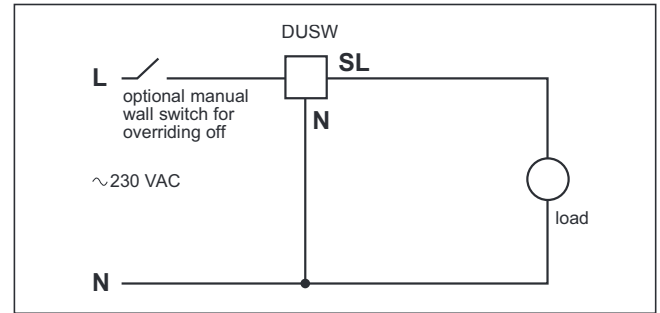 DUSW
L
SL
optional manual
wall switch for
overriding off
N
~230 VAC
load
N